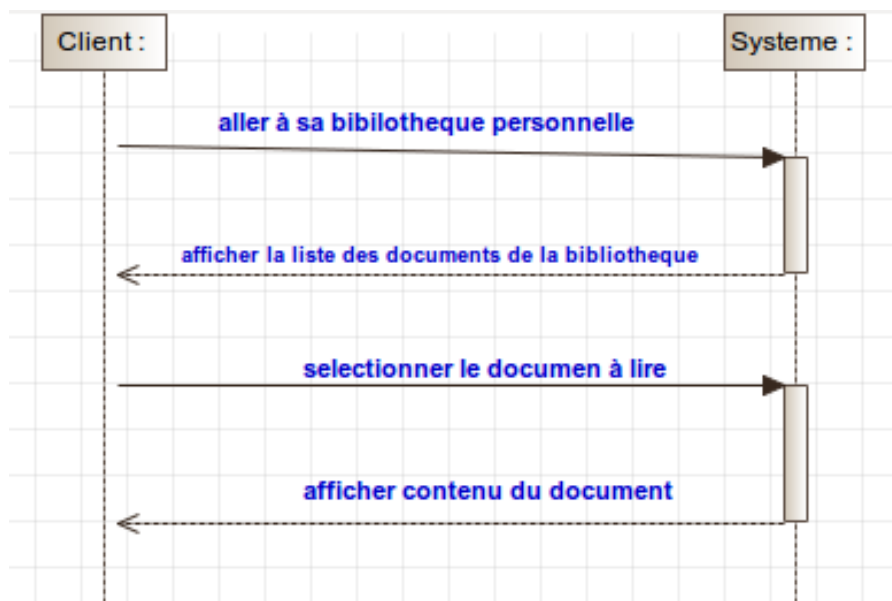 Client :
Systeme :
aller à sa bibilotheque personnelle
afficher la liste des documents de la bibliotheque
selectionner le documen à lire
afficher contenu du document